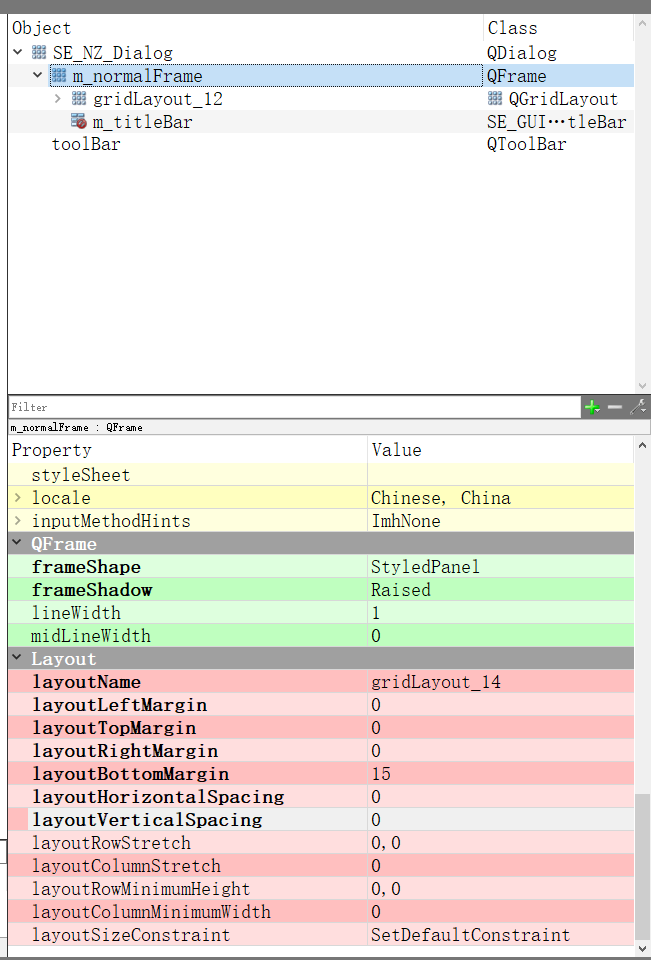 Object Class
SE_NZ_Dialog QDialog
m_normalFrame QFrame
gridLayout_12 QGridLayout
m_titleBar SE_GUI⋯tleBar
toolBar QToolBar
Filter
m_normalFrame : QFrame
Property Value
styleSheet
locale Chinese, China
inputMethodHints ImhNone
QFrame
frameShape StyledPanel
frameShadow Raised
lineWidth 1
midLineWidth 0
Layout
layoutName gridLayout_14
layoutLeftMargin 0
layoutTopMargin 0
layoutRightMargin 0
layoutBottomMargin 15
layoutHorizontalSpacing 0
layoutVerticalSpacing 0
layoutRowStretch 0,0
layoutColumnStretch 0
layoutRowMinimumHeight 0,0
layoutColumnMinimumWidth 0
layoutSizeConstraint SetDefaultConstraint